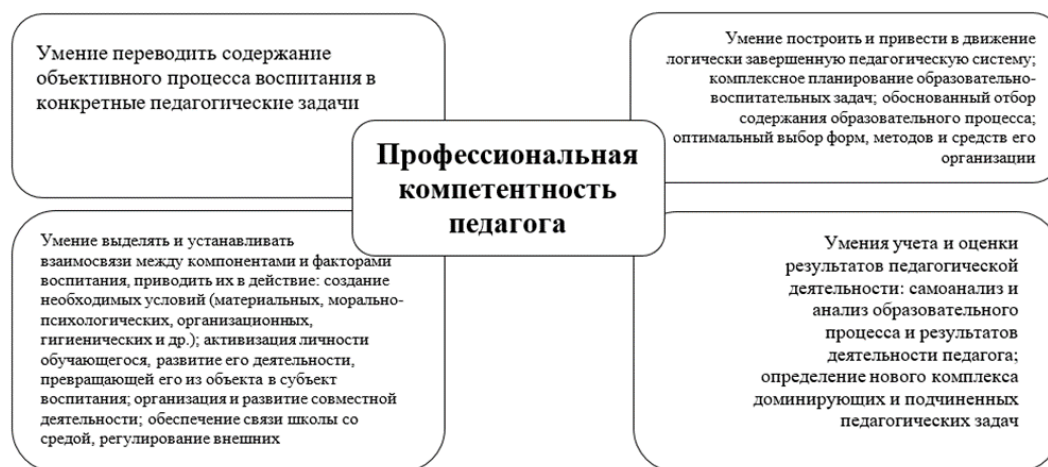 Умение переводить содержание
объективного процесса воспитания в
конкретные педагогические задачи
Умение построить и привести в движение
логически завершенную педагогическую систему;
комплексное планирование образовательно-
воспитательных задач; обоснованный отбор
содержания образовательного процесса;
оптимальный выбор форм, методов и средств его
организации
Профессиональная
компетентность
педагога
Умение выделять и устанавливать
взаимосвязи между компонентами и факторами
воспитания, приводить их в действие: создание
необходимых условий (материальных, морально-
психологических, организационных,
гигиенических и др.); активизация личности
обучающегося, развитие его деятельности,
превращающей его из объекта в субъект
воспитания; организация и развитие совместной
деятельности; обеспечение связи школы со
средой, регулирование внешних
Умения учета и оценки
результатов педагогической
деятельности: самоанализ и
анализ образовательного
процесса и результатов
деятельности педагога;
определение нового комплекса
доминирующих и подчиненных
педагогических задач